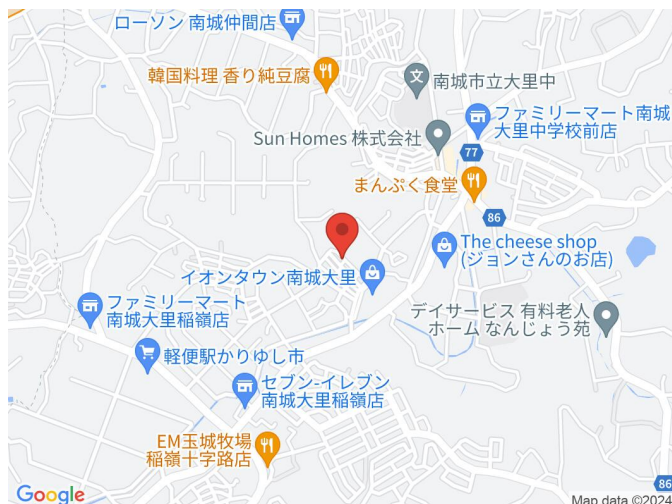 ローソン 南城仲間店
韓国料理 香り純豆腐
南城市立大里中
ファミリーマート南城
大里中学校前店
Sun Homes 株式会社
77
まんぷく食堂
86
The cheese shop
(ジョンさんのお店)
イオンタウン南城大里
ファミリーマート
南城大里稲嶺店
デイサービス 有料老人
ホーム なんじょう苑
軽便駅かりゆし市
セブン-イレブン
南城大里稲嶺店
EM玉城牧場
稲嶺十字路店
86
Google
Map data ©2024